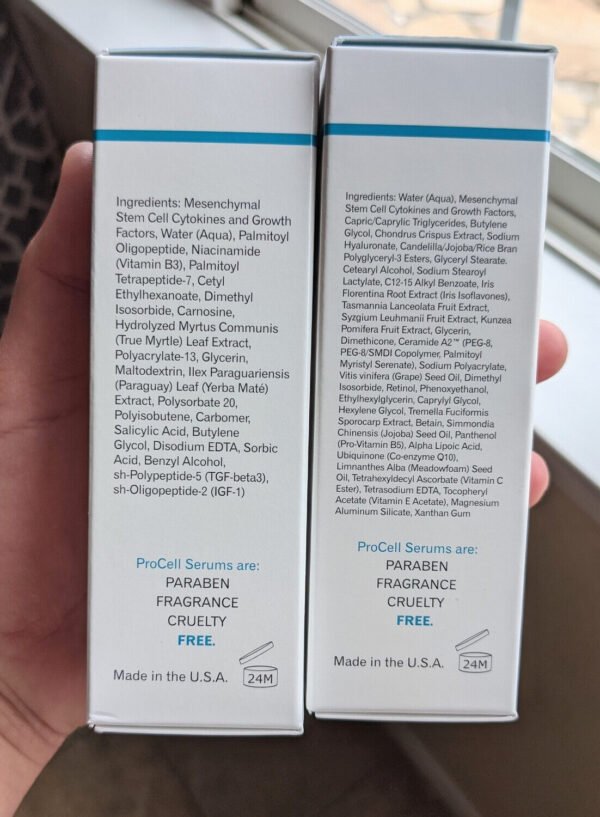 Ingredients: Mesenchymal
Stem Cell Cytokines and Growth
Factors, Water (Aqua), Palmitoyl
Oligopeptide, Niacinamide
(Vitamin B3), Palmitoyl
Tetrapeptide-7, Cetyl
Ethylhexanoate, Dimethyl
Isosorbide, Carnosine,
Hydrolyzed Myrtus Communis
(True Myrtle) Leaf Extract,
Polyacrylate-13, Glycerin,
Maltodextrin, Ilex Paraguariensis
(Paraguay) Leaf (Yerba Maté)
Extract, Polysorbate 20,
Polyisobutene, Carbomer,
Salicylic Acid, Butylene
Glycol, Disodium EDTA, Sorbic
Acid, Benzyl Alcohol,
sh-Polypeptide-5 (TGF-beta3),
sh-Oligopeptide-2 (IGF-1)
ProCell Serums are:
PARABEN
FRAGRANCE
CRUELTY
FREE.
Made in the U.S.A.
24M
Ingredients: Water (Aqua), Mesenchymal
Stem Cell Cytokines and Growth Factors,
Capric/Caprylic Triglycerides, Butylene
Glycol, Chondrus Crispus Extract, Sodium
Hyaluronate, Candelilla/Jojoba/Rice Bran
Polyglyceryl-3 Esters, Glyceryl Stearate,
Cetearyl Alcohol, Sodium Stearoyl
Lactylate, C12-15 Alkyl Benzoate, Iris
Florentina Root Extract (Iris Isoflavones),
Tasmannia Lanceolata Fruit Extract,
Syzgium Leuhmanii Fruit Extract, Kunzea
Pomifera Fruit Extract, Glycerin,
Dimethicone, Ceramide A2™ (PEG-8,
PEG-8/SMDI Copolymer, Palmitoyl
Myristyl Serenate), Sodium Polyacrylate,
Vitis vinifera (Grape) Seed Oil, Dimethyl
Isosorbide, Retinol, Phenoxyethanol,
Ethylhexylglycerin, Caprylyl Glycol,
Hexylene Glycol, Tremella Fuciformis
Sporocarp Extract, Betain, Simmondia
Chinensis (Jojoba) Seed Oil, Panthenol
(Pro-Vitamin B5), Alpha Lipoic Acid,
Ubiquinone (Co-enzyme Q10),
Limnanthes Alba (Meadowfoam) Seed
Oil, Tetrahexyldecyl Ascorbate (Vitamin C
Ester), Tetrasodium EDTA, Tocopheryl
Acetate (Vitamin E Acetate), Magnesium
Aluminum Silicate, Xanthan Gum
ProCell Serums are:
PARABEN
FRAGRANCE
CRUELTY
FREE.
Made in the U.S.A.
24M